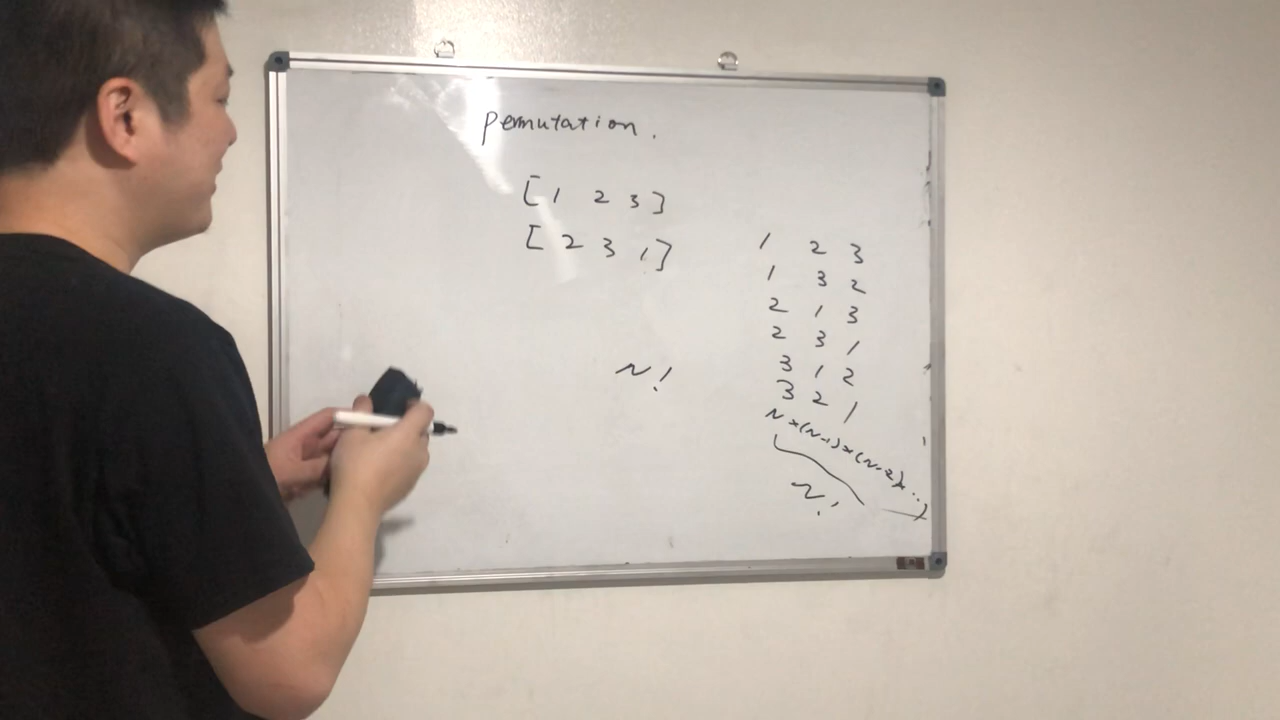 permutation.
[1 2 3]
[2 3 1]
N!
1 2 3
1 3 2
2 1 3
2 3 1
3 1 2
3 2 1
N×(N-1)×(N-2)×...)
N!